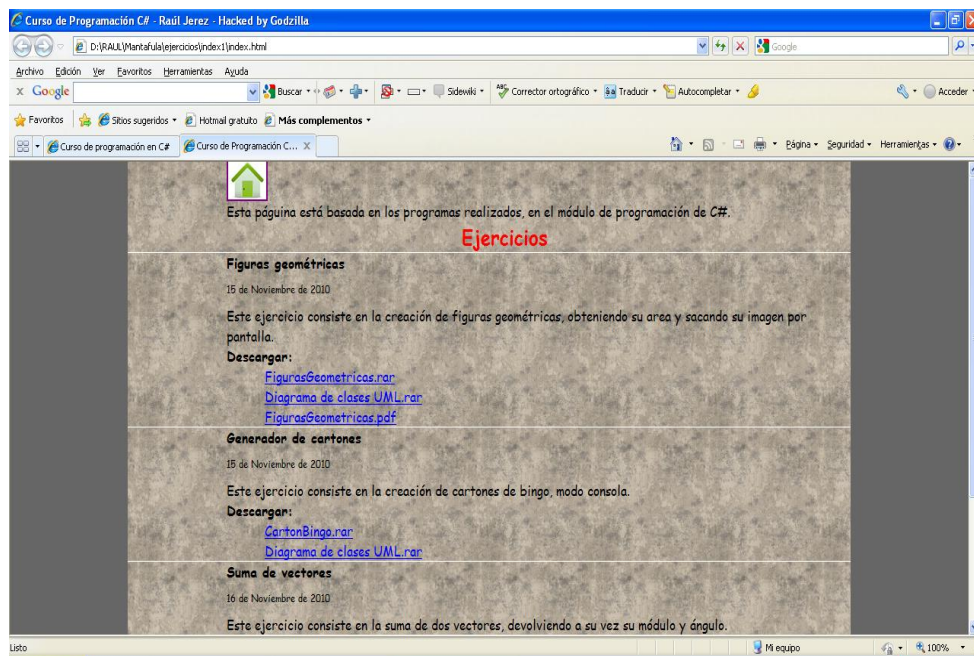 Curso de Programación C# - Raúl Jerez - Hacked by Godzilla
D:\RAUL\Mantafula\ejercicios\index1\index.html
Google
Archivo Edición Ver Favoritos Herramientas Ayuda
x Google Buscar Sidewiki Corrector ortográfico Traducir Autocompletar Acceder
Favoritos Sitios sugeridos Hotmail gratuito Más complementos
Curso de programación en C# Curso de Programación C... X Página Seguridad Herramientas
Esta páguina está basada en los programas realizados, en el módulo de programación de C#.
Ejercicios
Figuras geométricas
15 de Noviembre de 2010
Este ejercicio consiste en la creación de figuras geométricas, obteniendo su area y sacando su imagen por
pantalla.
Descargar:
FigurasGeometricas.rar
Diagrama de clases UML.rar
FigurasGeometricas.pdf
Generador de cartones
15 de Noviembre de 2010
Este ejercicio consiste en la creación de cartones de bingo, modo consola.
Descargar:
CartonBingo.rar
Diagrama de clases UML.rar
Suma de vectores
16 de Noviembre de 2010
Este ejercicio consiste en la suma de dos vectores, devolviendo a su vez su módulo y ángulo.
Listo Mi equipo 100%